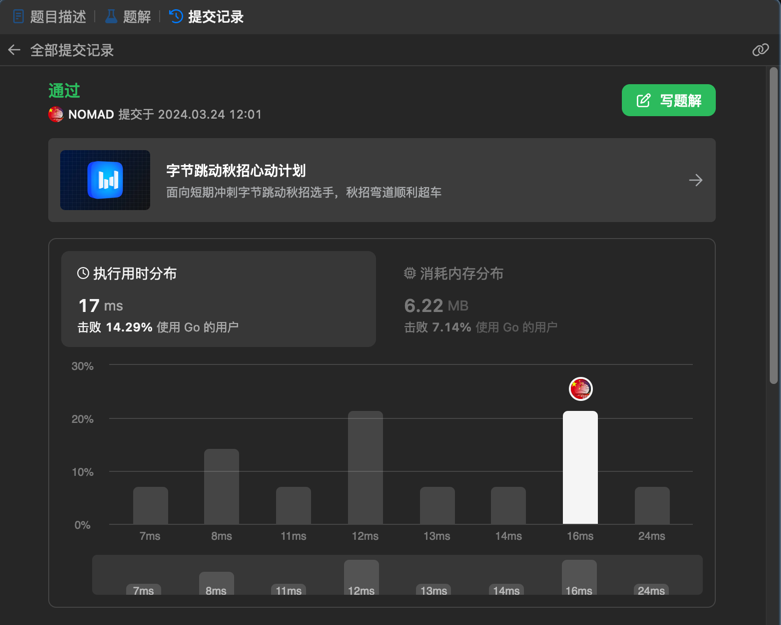 题目描述 题解 提交记录
全部提交记录
通过
NOMAD 提交于 2024.03.24 12:01
写题解
字节跳动秋招心动计划
面向短期冲刺字节跳动秋招选手，秋招弯道顺利超车
执行用时分布
17 ms
击败 14.29% 使用 Go 的用户
消耗内存分布
6.22 MB
击败 7.14% 使用 Go 的用户
30%
20%
10%
0%
7ms 8ms 11ms 12ms 13ms 14ms 16ms 24ms
7ms 8ms 11ms 12ms 13ms 14ms 16ms 24ms